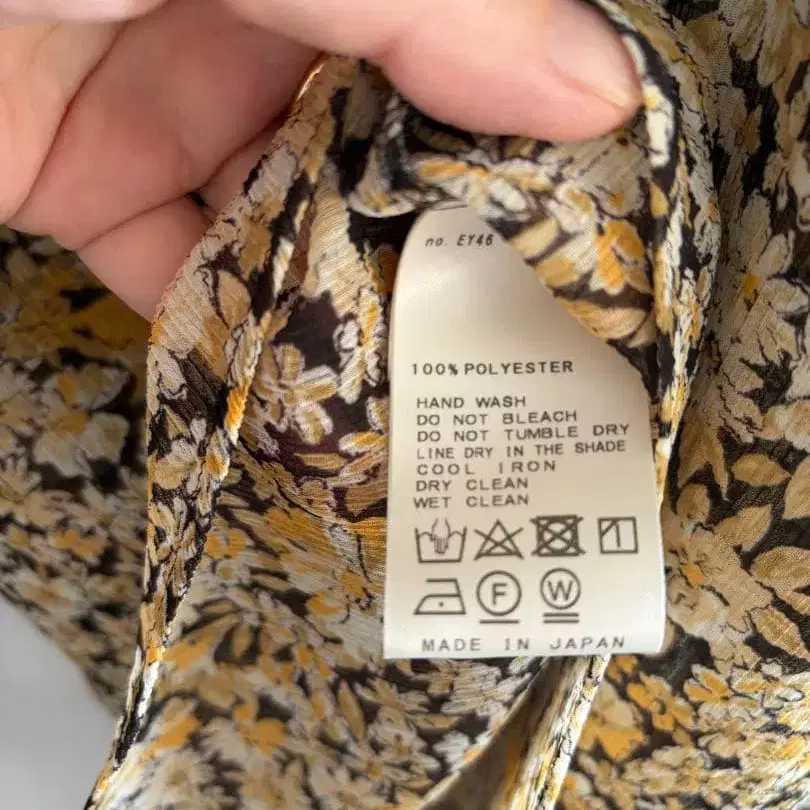 no. EY46
100% POLYESTER
HAND WASH
DO NOT BLEACH
DO NOT TUMBLE DRY
LINE DRY IN THE SHADE
COOL IRON
DRY CLEAN
WET CLEAN
F W
MADE IN JAPAN